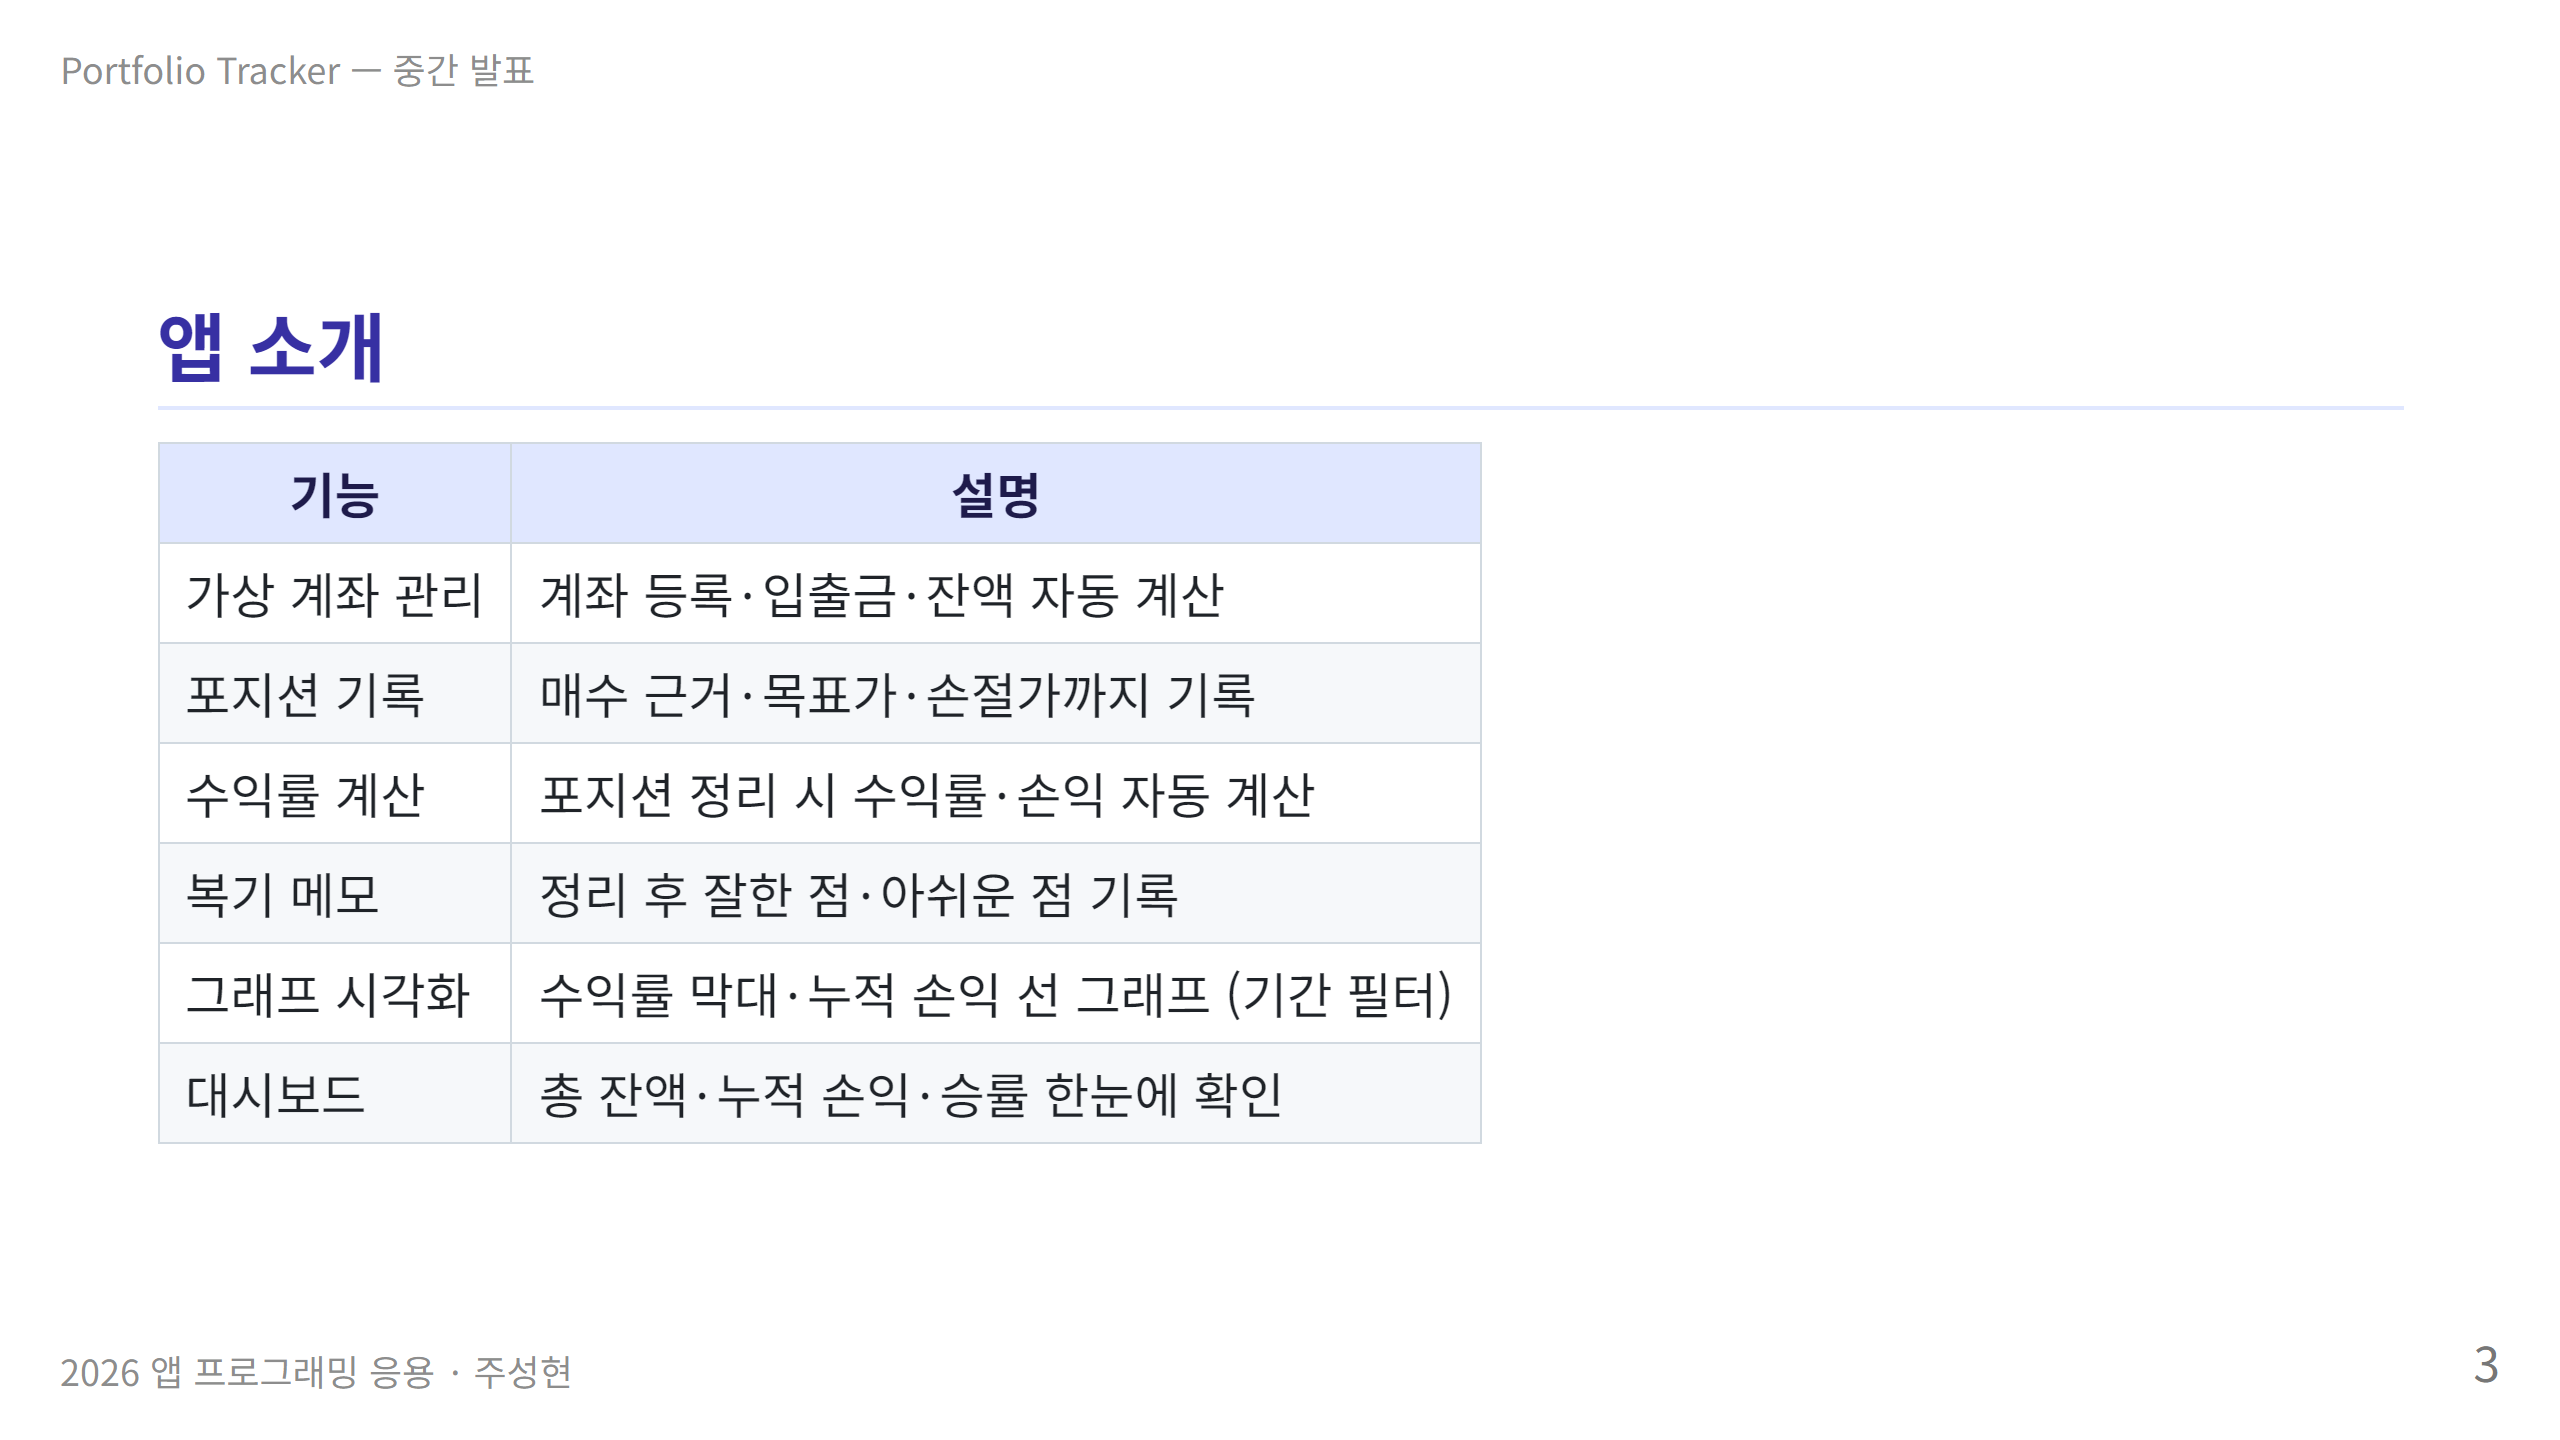 Portfolio Tracker — 중간 발표
앱 소개
기능 설명
가상 계좌 관리 계좌 등록·입출금·잔액 자동 계산
포지션 기록 매수 근거·목표가·손절가까지 기록
수익률 계산 포지션 정리 시 수익률·손익 자동 계산
복기 메모 정리 후 잘한 점·아쉬운 점 기록
그래프 시각화 수익률 막대·누적 손익 선 그래프 (기간 필터)
대시보드 총 잔액·누적 손익·승률 한눈에 확인
2026 앱 프로그래밍 응용 · 주성현
3